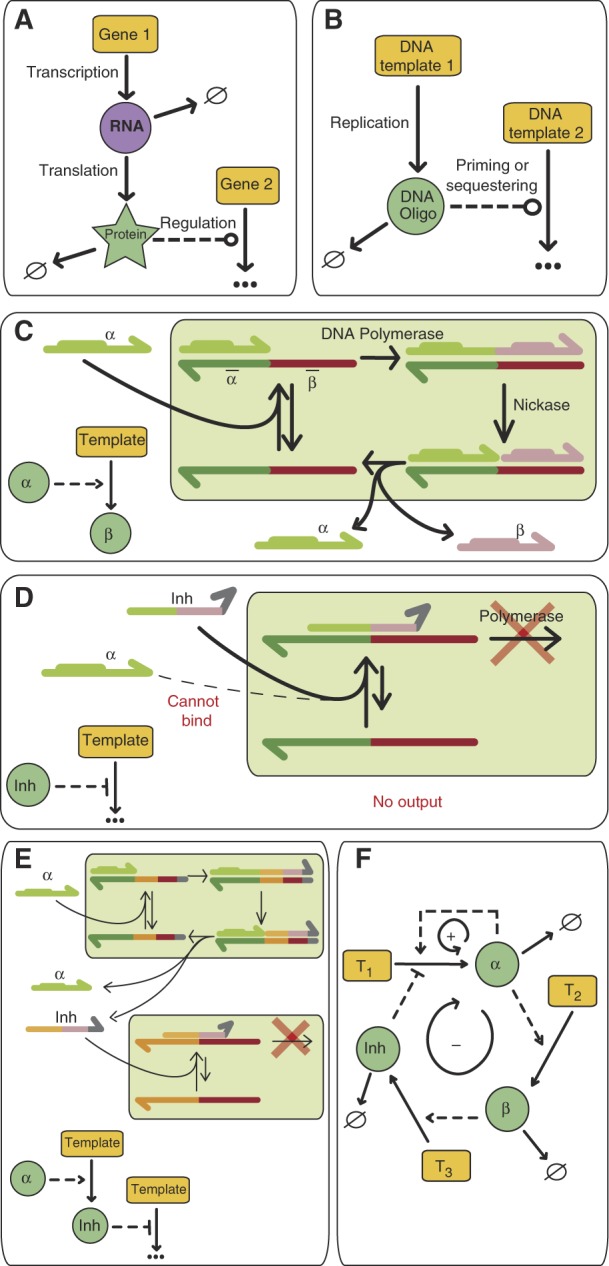 A
Gene 1
Transcription
RNA
∅
Translation
Gene 2
Protein
Regulation
∅
...
B
DNA
template 1
Replication
DNA
template 2
Priming or
sequestering
DNA
Oligo
∅
...
C
α
DNA Polymerase
α
β
Nickase
Template
α
β
α
β
D
Inh
Polymerase
α
Cannot
bind
Template
Inh
...
No output
E
α
α
Inh
Template
α
Template
Inh
...
F
+
∅
T1
α
T2
Inh
–
β
∅
T3
∅